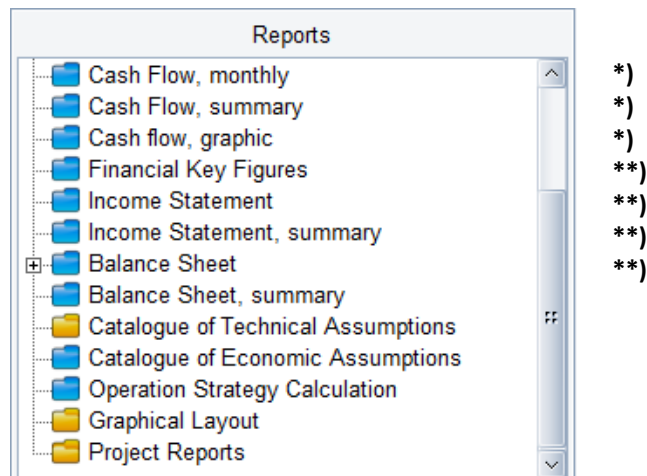 Reports
Cash Flow, monthly *)
Cash Flow, summary *)
Cash flow, graphic *)
Financial Key Figures **)
Income Statement **)
Income Statement, summary **)
Balance Sheet **)
Balance Sheet, summary
Catalogue of Technical Assumptions
Catalogue of Economic Assumptions
Operation Strategy Calculation
Graphical Layout
Project Reports